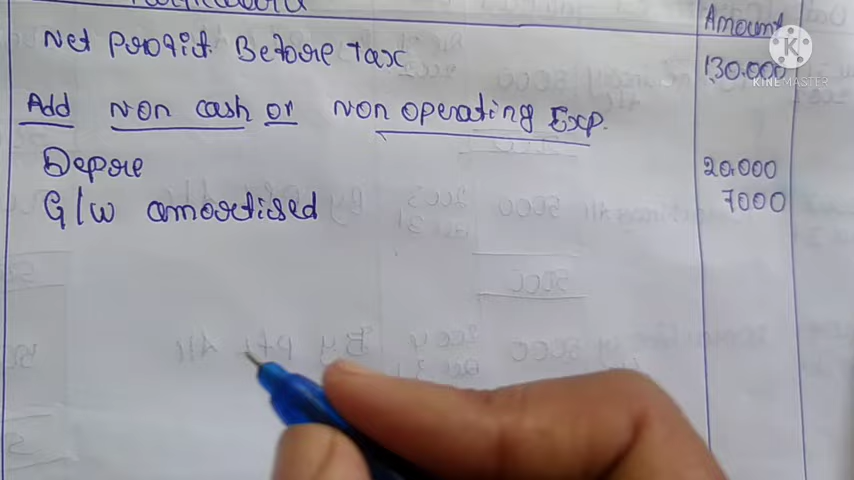 Amount
Net Profit Before tax 130.000
KINEMASTER
Add non cash or non operating Exp.
Depre 20.000
G/w amortised 7000